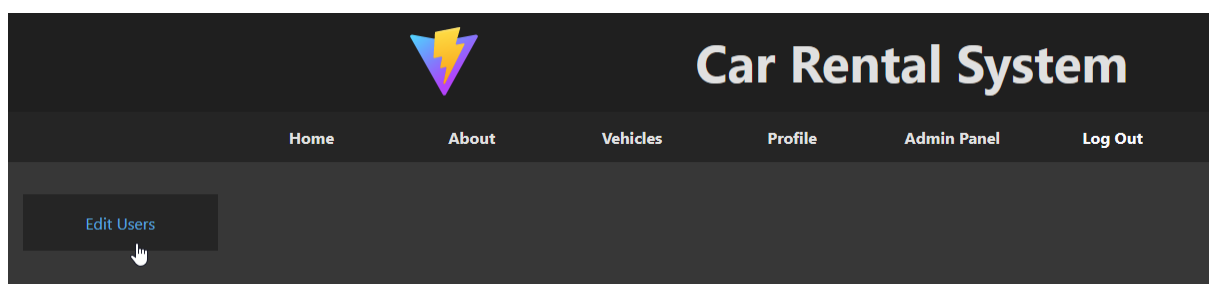 Car Rental System
Home About Vehicles Profile Admin Panel Log Out
Edit Users